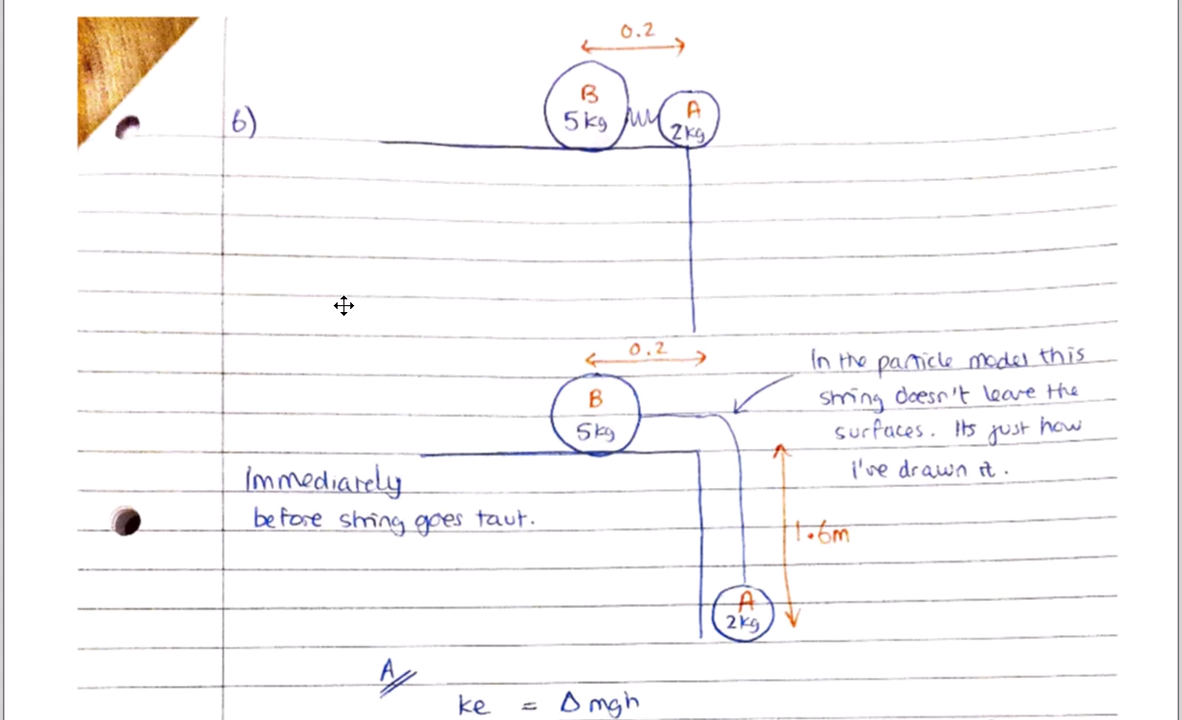 0.2
6)
B
5kg
A
2kg
0.2
B
5kg
In the particle model this
string doesn't leave the
surfaces. Its just how
I've drawn it.
Immediately
before string goes taut.
1.6m
A
2kg
A
ke = Δmgh